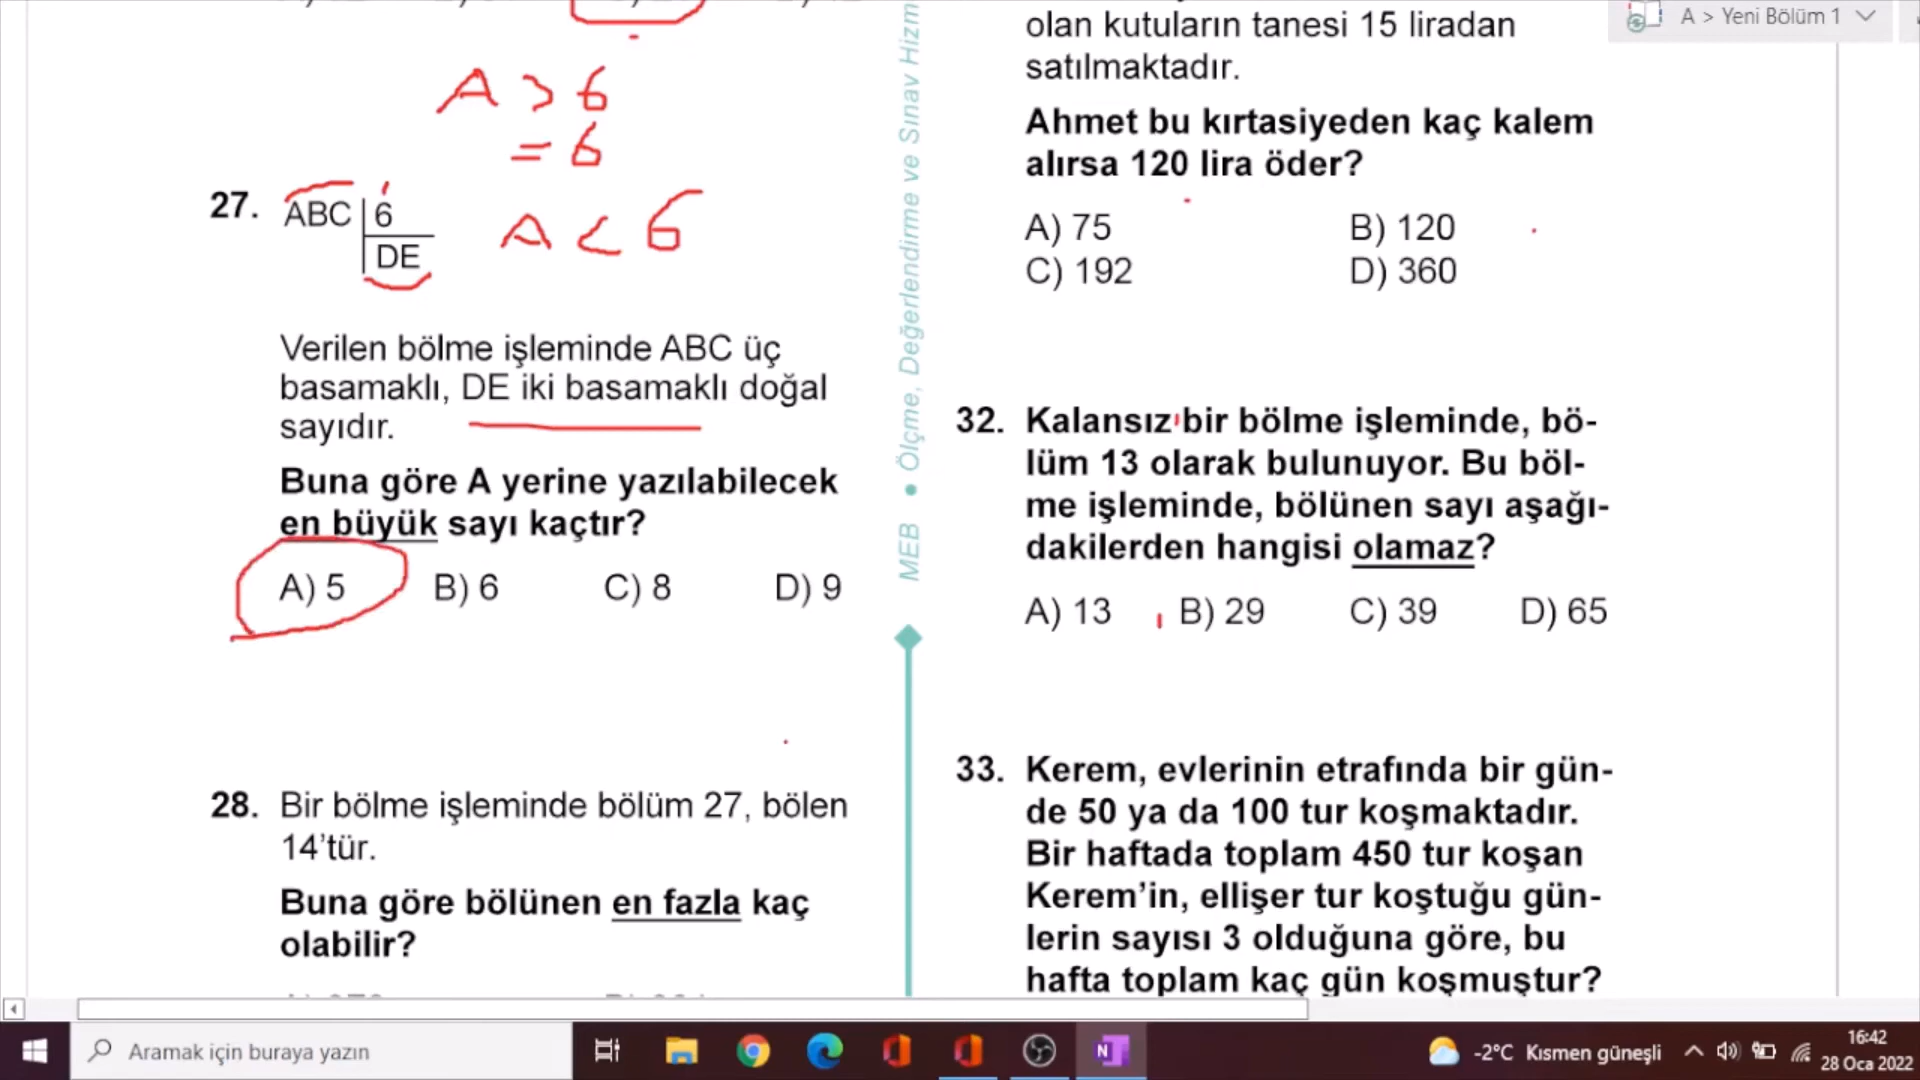 A > 6
= 6
27. ABC 6
DE
A < 6
Verilen bölme işleminde ABC üç
basamaklı, DE iki basamaklı doğal
sayıdır.
Buna göre A yerine yazılabilecek
en büyük sayı kaçtır?
A) 5 B) 6 C) 8 D) 9
28. Bir bölme işleminde bölüm 27, bölen
14'tür.
Buna göre bölünen en fazla kaç
olabilir?
MEB • Ölçme, Değerlendirme ve Sınav Hizm
A > Yeni Bölüm 1
olan kutuların tanesi 15 liradan
satılmaktadır.
Ahmet bu kırtasiyeden kaç kalem
alırsa 120 lira öder?
A) 75 B) 120
C) 192 D) 360
32. Kalansız bir bölme işleminde, bö-
lüm 13 olarak bulunuyor. Bu böl-
me işleminde, bölünen sayı aşağı-
dakilerden hangisi olamaz?
A) 13 B) 29 C) 39 D) 65
33. Kerem, evlerinin etrafında bir gün-
de 50 ya da 100 tur koşmaktadır.
Bir haftada toplam 450 tur koşan
Kerem'in, ellişer tur koştuğu gün-
lerin sayısı 3 olduğuna göre, bu
hafta toplam kaç gün koşmuştur?
Aramak için buraya yazın
-2°C Kısmen güneşli
16:42
28 Oca 2022